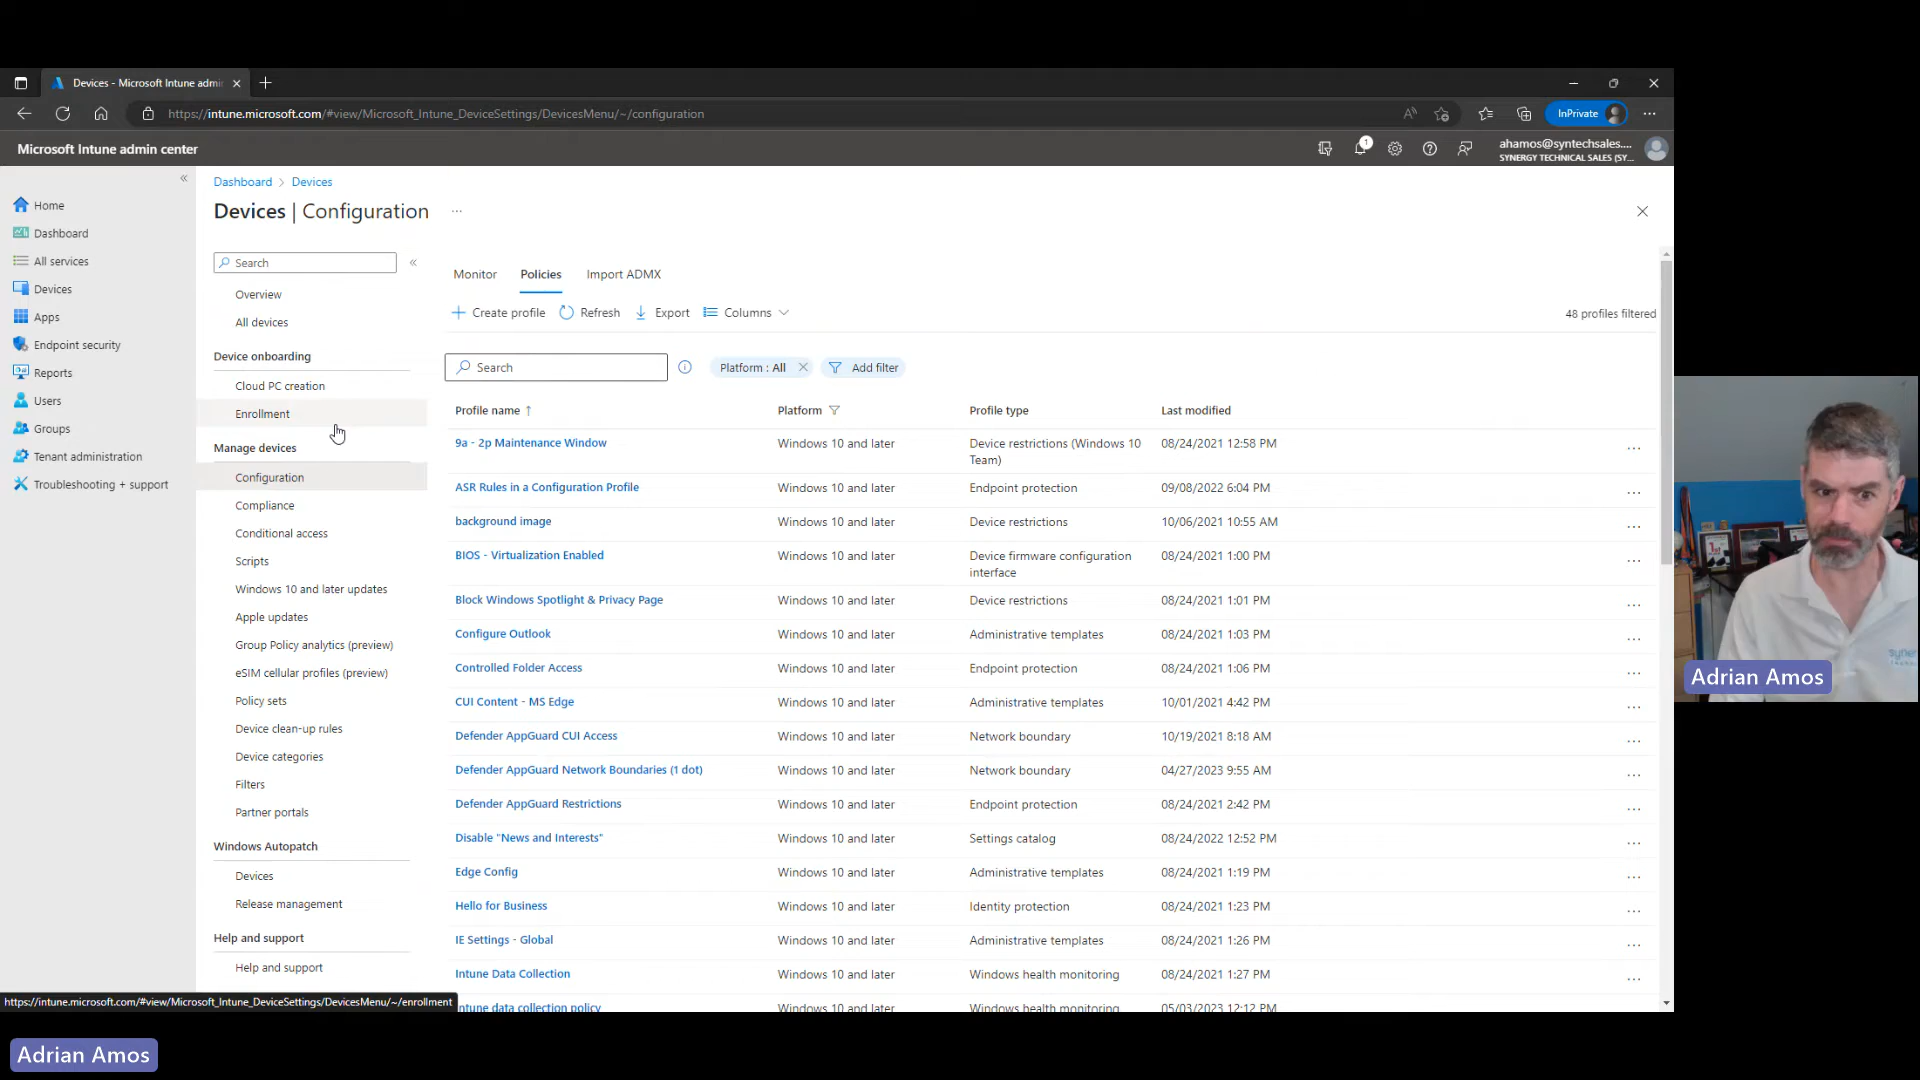 Devices - Microsoft Intune admi
https://intune.microsoft.com/#view/Microsoft_Intune_DeviceSettings/DevicesMenu/~/configuration
InPrivate
Microsoft Intune admin center
1
ahamos@syntechsales....
SYNERGY TECHNICAL SALES (SY...
Home
Dashboard
All services
Devices
Apps
Endpoint security
Reports
Users
Groups
Tenant administration
Troubleshooting + support
Dashboard > Devices
Devices | Configuration
...
Search
Overview
All devices
Device onboarding
Cloud PC creation
Enrollment
Manage devices
Configuration
Compliance
Conditional access
Scripts
Windows 10 and later updates
Apple updates
Group Policy analytics (preview)
eSIM cellular profiles (preview)
Policy sets
Device clean-up rules
Device categories
Filters
Partner portals
Windows Autopatch
Devices
Release management
Help and support
Help and support
Monitor Policies Import ADMX
Create profile Refresh Export Columns
48 profiles filtered
Search Platform : All Add filter
Profile name ↑ Platform Profile type Last modified
9a - 2p Maintenance Window Windows 10 and later Device restrictions (Windows 10 08/24/2021 12:58 PM ...
Team)
ASR Rules in a Configuration Profile Windows 10 and later Endpoint protection 09/08/2022 6:04 PM ...
background image Windows 10 and later Device restrictions 10/06/2021 10:55 AM ...
BIOS - Virtualization Enabled Windows 10 and later Device firmware configuration 08/24/2021 1:00 PM ...
interface
Block Windows Spotlight & Privacy Page Windows 10 and later Device restrictions 08/24/2021 1:01 PM ...
Configure Outlook Windows 10 and later Administrative templates 08/24/2021 1:03 PM ...
Controlled Folder Access Windows 10 and later Endpoint protection 08/24/2021 1:06 PM ...
CUI Content - MS Edge Windows 10 and later Administrative templates 10/01/2021 4:42 PM ...
Defender AppGuard CUI Access Windows 10 and later Network boundary 10/19/2021 8:18 AM ...
Defender AppGuard Network Boundaries (1 dot) Windows 10 and later Network boundary 04/27/2023 9:55 AM ...
Defender AppGuard Restrictions Windows 10 and later Endpoint protection 08/24/2021 2:42 PM ...
Disable "News and Interests" Windows 10 and later Settings catalog 08/24/2022 12:52 PM ...
Edge Config Windows 10 and later Administrative templates 08/24/2021 1:19 PM ...
Hello for Business Windows 10 and later Identity protection 08/24/2021 1:23 PM ...
IE Settings - Global Windows 10 and later Administrative templates 08/24/2021 1:26 PM ...
Intune Data Collection Windows 10 and later Windows health monitoring 08/24/2021 1:27 PM ...
ntune data collection policy Windows 10 and later Windows health monitoring 05/03/2023 12:12 PM
https://intune.microsoft.com/#view/Microsoft_Intune_DeviceSettings/DevicesMenu/~/enrollment
Adrian Amos
Adrian Amos